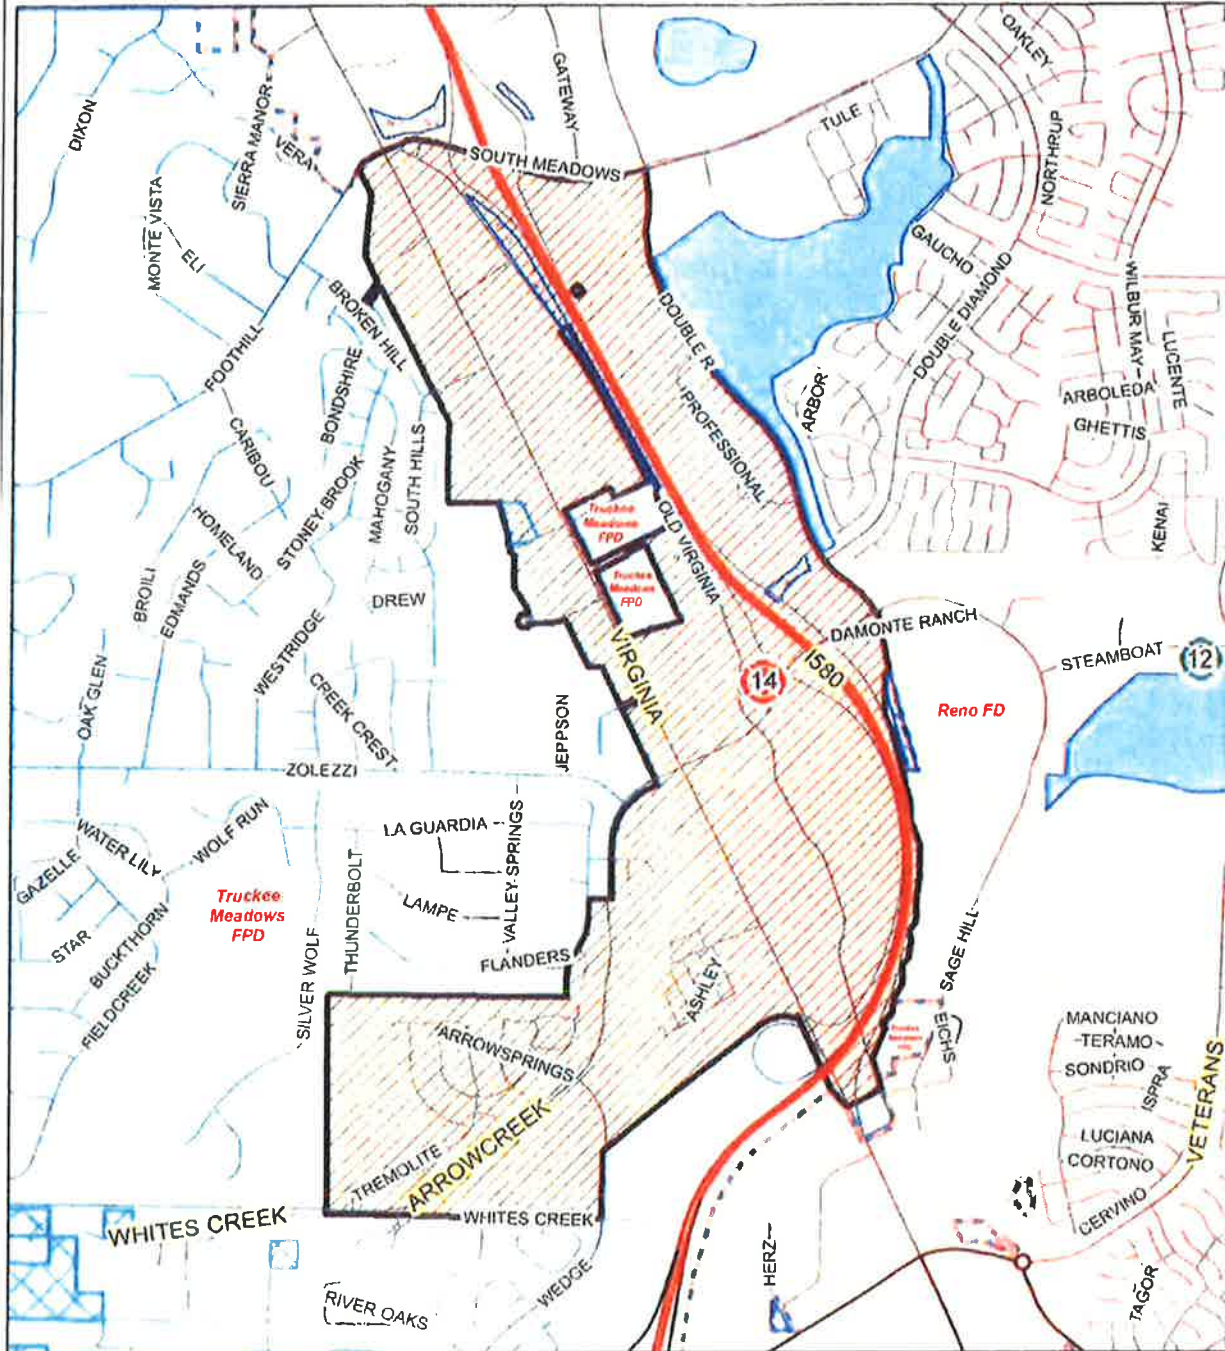 OAKLEY
GATEWAY
DIXON
SIERRA MANOR
VERA
TULE
SOUTH MEADOWS
NORTHRUP
MONTE VISTA
ELI
GAUCHO
DOUBLE DIAMOND
WILBUR MAY
LUCENTE
BROKEN HILL
DOUBLE R
FOOTHILL
BONDSHIRE
ARBOR
PROFESSIONAL
ARBOLEDA
GHETTIS
CARIBOU
STONEY BROOK
MAHOGANY
SOUTH HILLS
HOMELAND
KENAI
Truckee
Meadows
FPD
OLD VIRGINIA
BROILI
EDMANDS
Truckee
Meadows
FPD
DREW
DAMONTE RANCH
WESTRIDGE
VIRGINIA
STEAMBOAT
12
OAK GLEN
CREEK CREST
14
I580
Reno FD
JEPPSON
ZOLEZZI
WATER LILY
WOLF RUN
LA GUARDIA
VALLEY SPRINGS
GAZELLE
THUNDERBOLT
LAMPE
Truckee
Meadows
FPD
STAR
BUCKTHORN
SILVER WOLF
FLANDERS
SAGE HILL
FIELDCREEK
ASHLEY
EICHS
ARROWSPRINGS
MANCIANO
TERAMO
SONDRIO
ISPRA
VETERANS
ARROWCREEK
LUCIANA
CORTONO
TREMOLITE
WHITES CREEK
WHITES CREEK
CERVINO
HERZ
WEDGE
RIVER OAKS
TAGOR